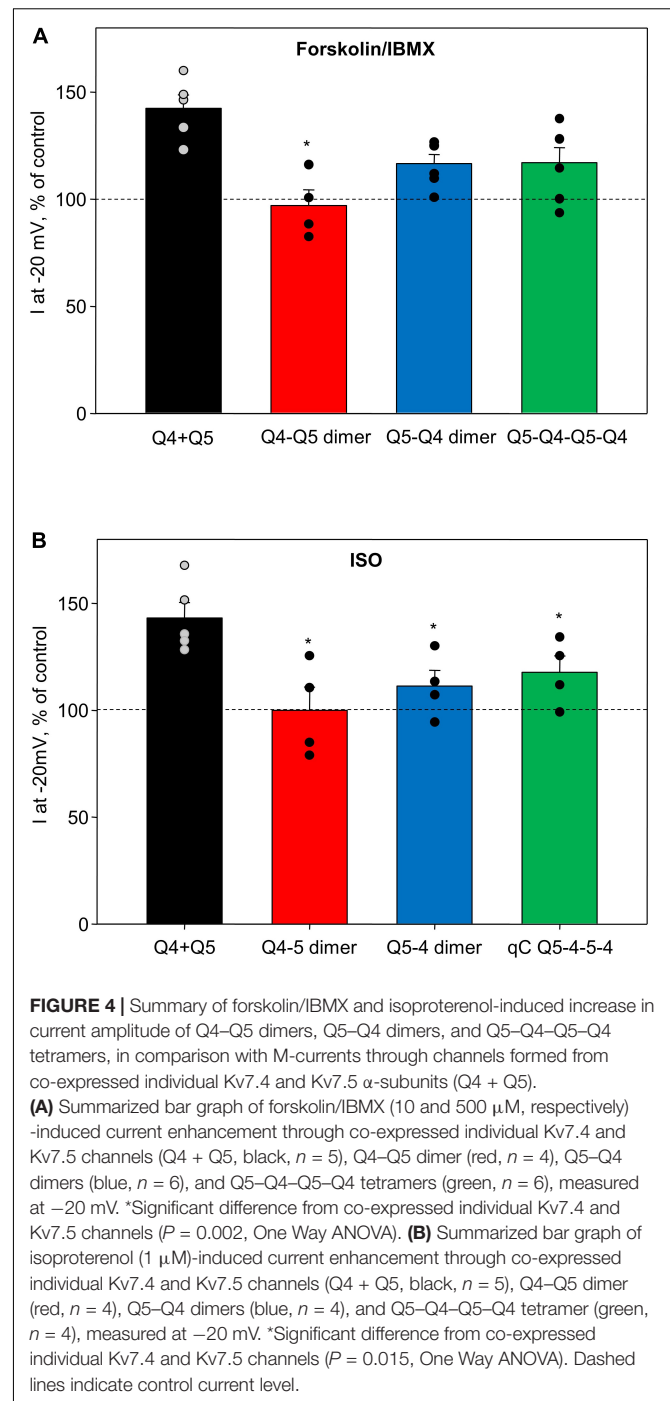 A
Forskolin/IBMX
I at -20 mV, % of control
150
100
50
0
*
Q4+Q5
Q4-Q5 dimer
Q5-Q4 dimer
Q5-Q4-Q5-Q4
B
ISO
I at -20mV, % of control
150
100
50
0
*
*
*
Q4+Q5
Q4-5 dimer
Q5-4 dimer
qC Q5-4-5-4
FIGURE 4 | Summary of forskolin/IBMX and isoproterenol-induced increase in
current amplitude of Q4–Q5 dimers, Q5–Q4 dimers, and Q5–Q4–Q5–Q4
tetramers, in comparison with M-currents through channels formed from
co-expressed individual Kv7.4 and Kv7.5 α-subunits (Q4 + Q5).
(A) Summarized bar graph of forskolin/IBMX (10 and 500 μM, respectively)
-induced current enhancement through co-expressed individual Kv7.4 and
Kv7.5 channels (Q4 + Q5, black, n = 5), Q4–Q5 dimer (red, n = 4), Q5–Q4
dimers (blue, n = 6), and Q5–Q4–Q5–Q4 tetramers (green, n = 6), measured
at −20 mV. *Significant difference from co-expressed individual Kv7.4 and
Kv7.5 channels (P = 0.002, One Way ANOVA). (B) Summarized bar graph of
isoproterenol (1 μM)-induced current enhancement through co-expressed
individual Kv7.4 and Kv7.5 channels (Q4 + Q5, black, n = 5), Q4–Q5 dimer
(red, n = 4), Q5–Q4 dimers (blue, n = 4), and Q5–Q4–Q5–Q4 tetramer (green,
n = 4), measured at −20 mV. *Significant difference from co-expressed
individual Kv7.4 and Kv7.5 channels (P = 0.015, One Way ANOVA). Dashed
lines indicate control current level.